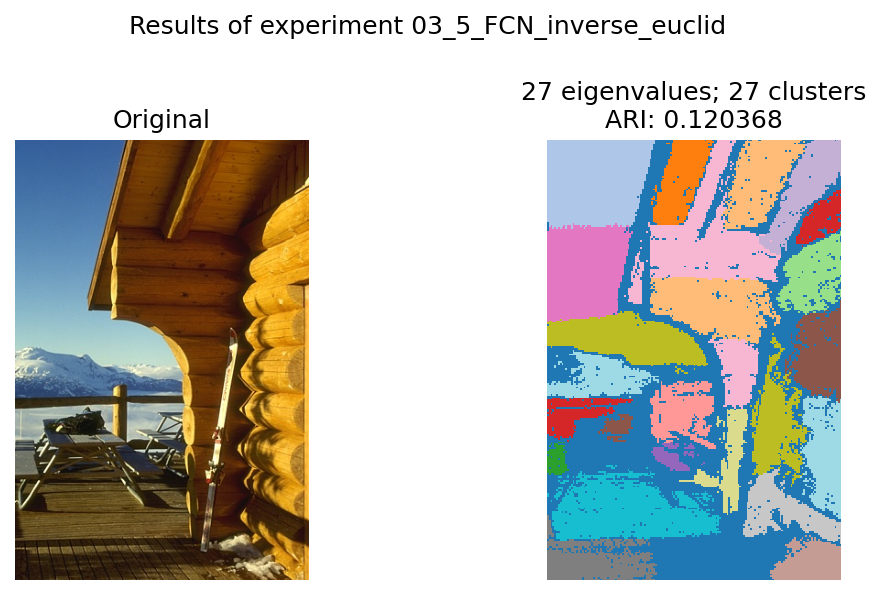 Results of experiment 03_5_FCN_inverse_euclid
Original
27 eigenvalues; 27 clusters
ARI: 0.120368